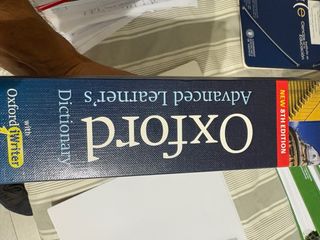 Oxford
Advanced Learner's
Dictionary
NEW 8TH EDITION
with
Oxford iWriter